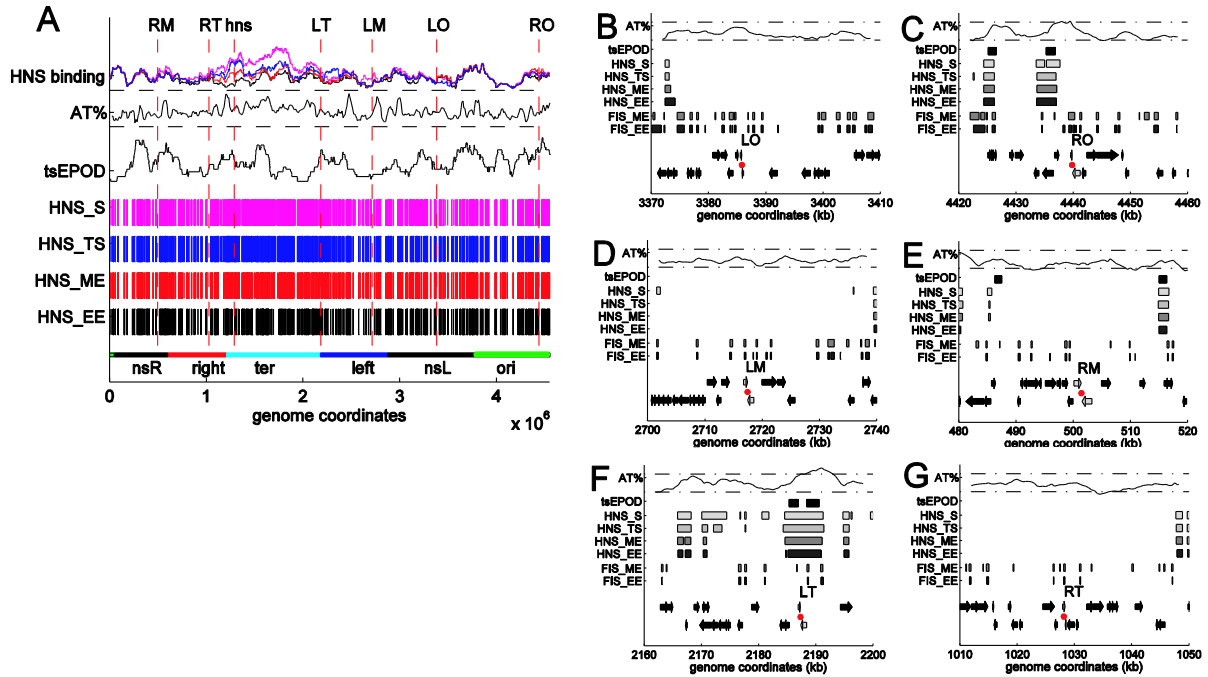 A
RM RT hns LT LM LO RO
HNS binding
AT%
tsEPOD
HNS_S
HNS_TS
HNS_ME
HNS_EE
nsR right ter left nsL ori
0 1 2 3 4
genome coordinates x 10^6
B
AT%
tsEPOD
HNS_S
HNS_TS
HNS_ME
HNS_EE
FIS_ME
FIS_EE
LO
3370 3380 3390 3400 3410
genome coordinates (kb)
C
AT%
tsEPOD
HNS_S
HNS_TS
HNS_ME
HNS_EE
FIS_ME
FIS_EE
RO
4420 4430 4440 4450 4460
genome coordinates (kb)
D
AT%
tsEPOD
HNS_S
HNS_TS
HNS_ME
HNS_EE
FIS_ME
FIS_EE
LM
2700 2710 2720 2730 2740
genome coordinates (kb)
E
AT%
tsEPOD
HNS_S
HNS_TS
HNS_ME
HNS_EE
FIS_ME
FIS_EE
RM
480 490 500 510 520
genome coordinates (kb)
F
AT%
tsEPOD
HNS_S
HNS_TS
HNS_ME
HNS_EE
FIS_ME
FIS_EE
LT
2160 2170 2180 2190 2200
genome coordinates (kb)
G
AT%
tsEPOD
HNS_S
HNS_TS
HNS_ME
HNS_EE
FIS_ME
FIS_EE
RT
1010 1020 1030 1040 1050
genome coordinates (kb)